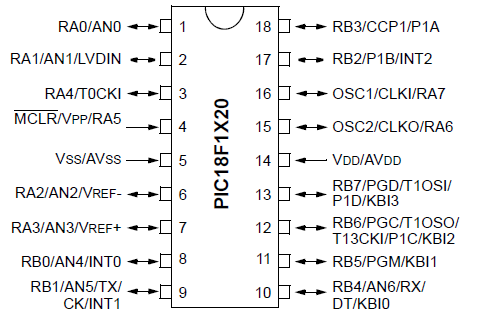 RA0/AN0
1
18
RB3/CCP1/P1A
RA1/AN1/LVDIN
2
17
RB2/P1B/INT2
RA4/T0CKI
3
16
OSC1/CLKI/RA7
MCLR/VPP/RA5
4
15
OSC2/CLKO/RA6
VSS/AVSS
5
14
VDD/AVDD
RA2/AN2/VREF-
6
13
RB7/PGD/T1OSI/
P1D/KBI3
RA3/AN3/VREF+
7
12
RB6/PGC/T1OSO/
T13CKI/P1C/KBI2
RB0/AN4/INT0
8
11
RB5/PGM/KBI1
RB1/AN5/TX/
CK/INT1
9
10
RB4/AN6/RX/
DT/KBI0
PIC18F1X20